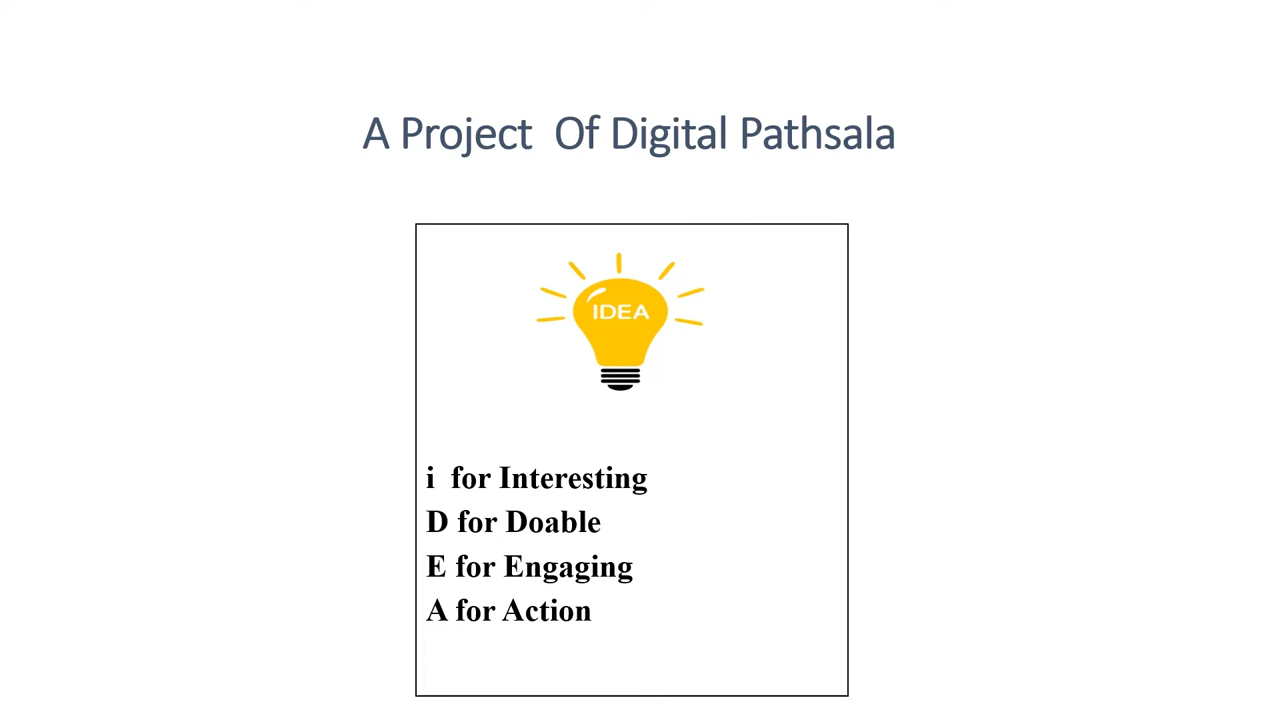 A Project  Of Digital Pathsala
IDEA
i  for Interesting
D for Doable
E for Engaging
A for Action